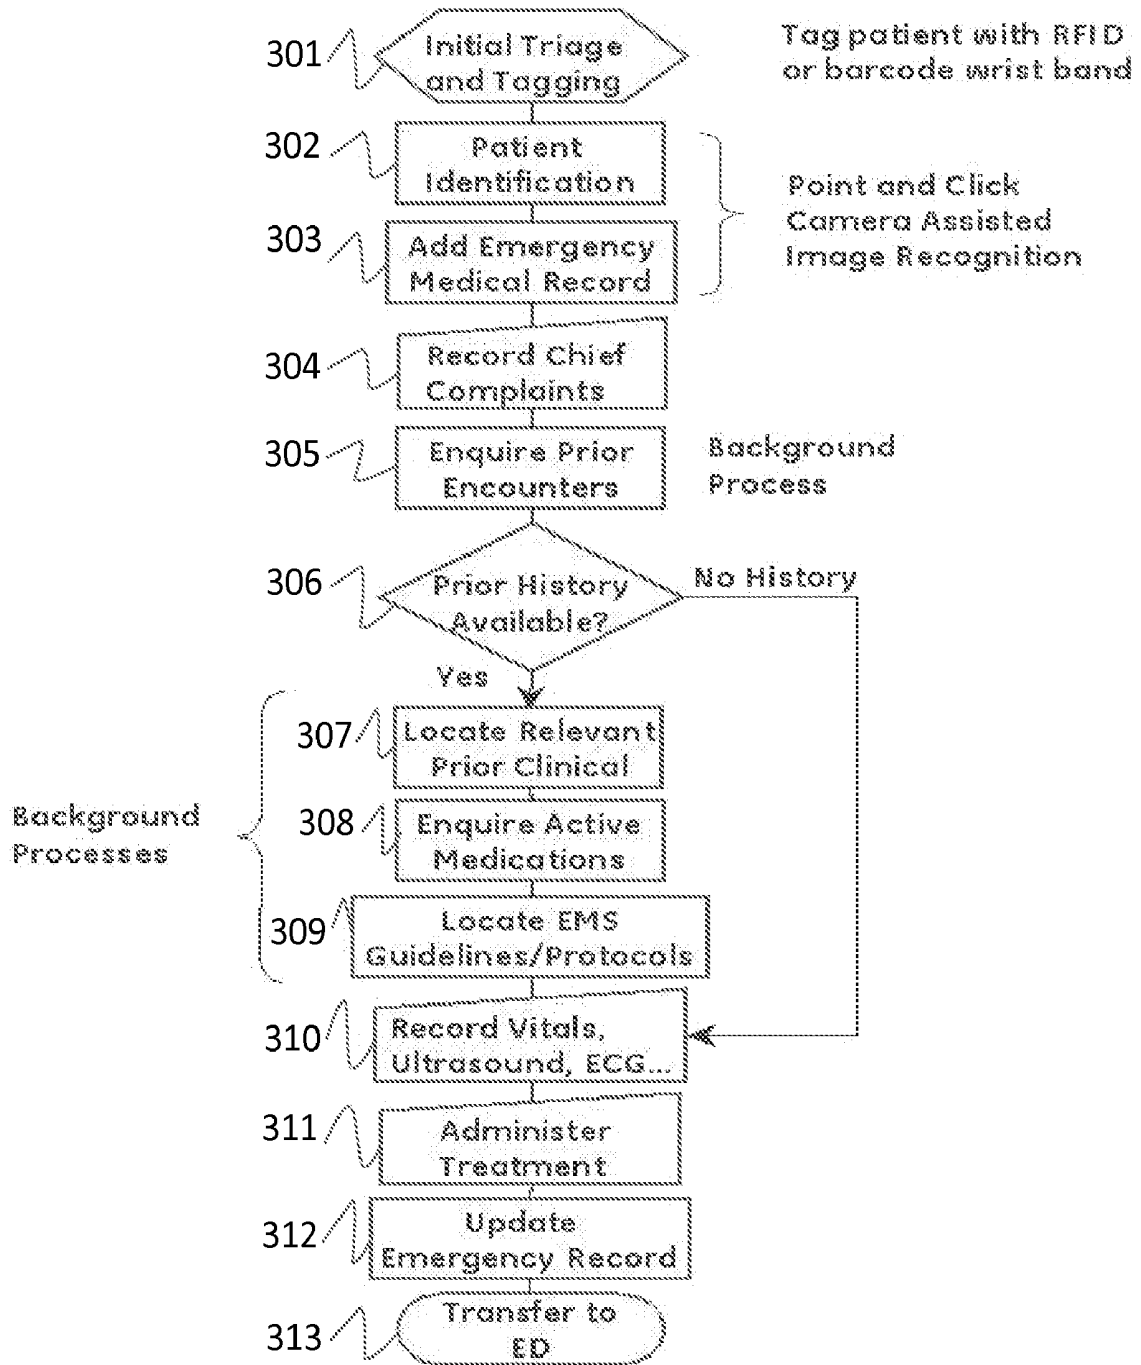 301
Initial Triage
and Tagging
Tag patient with RFID
or barcode wrist band
302
Patient
Identification
Point and Click
Camera Assisted
Image Recognition
303
Add Emergency
Medical Record
304
Record Chief
Complaints
305
Enquire Prior
Encounters
Background
Process
306
Prior History
Available?
No History
Yes
307
Locate Relevant
Prior Clinical
Background
Processes
308
Enquire Active
Medications
309
Locate EMS
Guidelines/Protocols
310
Record Vitals,
Ultrasound, ECG...
311
Administer
Treatment
312
Update
Emergency Record
313
Transfer to
ED